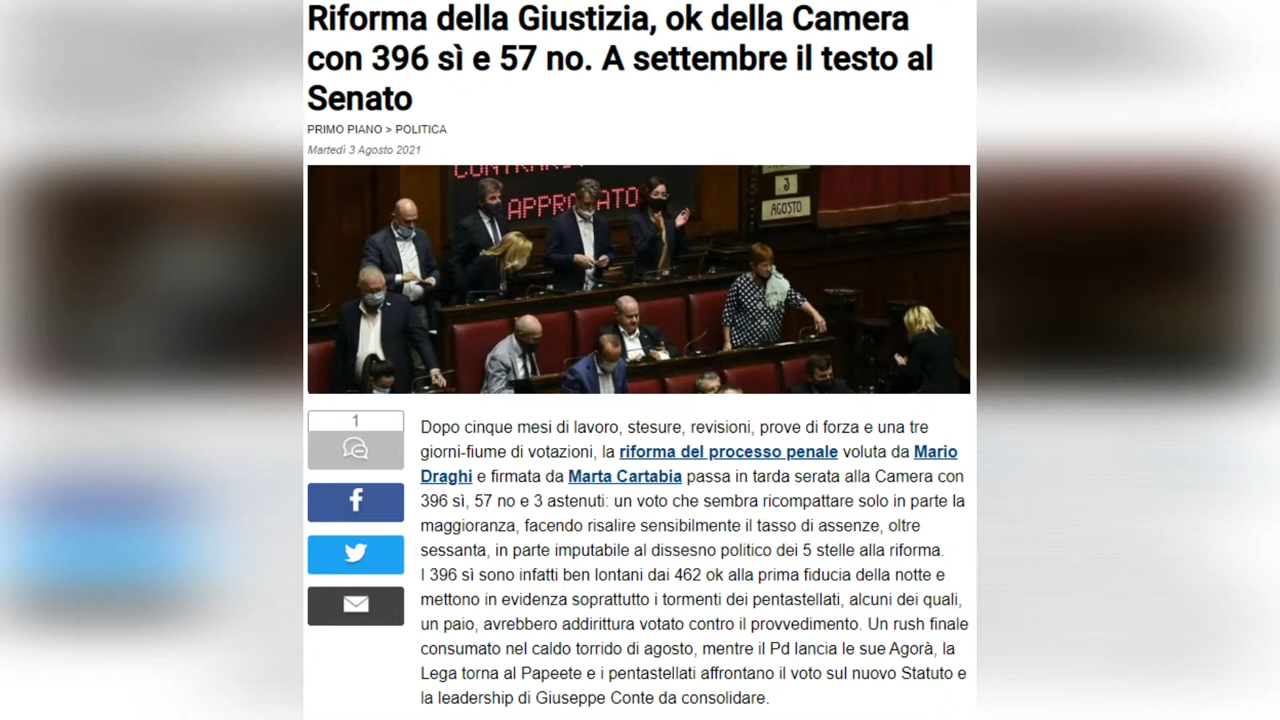 Riforma della Giustizia, ok della Camera
con 396 sì e 57 no. A settembre il testo al
Senato
PRIMO PIANO > POLITICA
Martedì 3 Agosto 2021
APPRO ATO
3
AGOSTO
1
Dopo cinque mesi di lavoro, stesure, revisioni, prove di forza e una tre
giorni-fiume di votazioni, la riforma del processo penale voluta da Mario
Draghi e firmata da Marta Cartabia passa in tarda serata alla Camera con
396 sì, 57 no e 3 astenuti: un voto che sembra ricompattare solo in parte la
maggioranza, facendo risalire sensibilmente il tasso di assenze, oltre
sessanta, in parte imputabile al dissesno politico dei 5 stelle alla riforma.
I 396 sì sono infatti ben lontani dai 462 ok alla prima fiducia della notte e
mettono in evidenza soprattutto i tormenti dei pentastellati, alcuni dei quali,
un paio, avrebbero addirittura votato contro il provvedimento. Un rush finale
consumato nel caldo torrido di agosto, mentre il Pd lancia le sue Agorà, la
Lega torna al Papeete e i pentastellati affrontano il voto sul nuovo Statuto e
la leadership di Giuseppe Conte da consolidare.